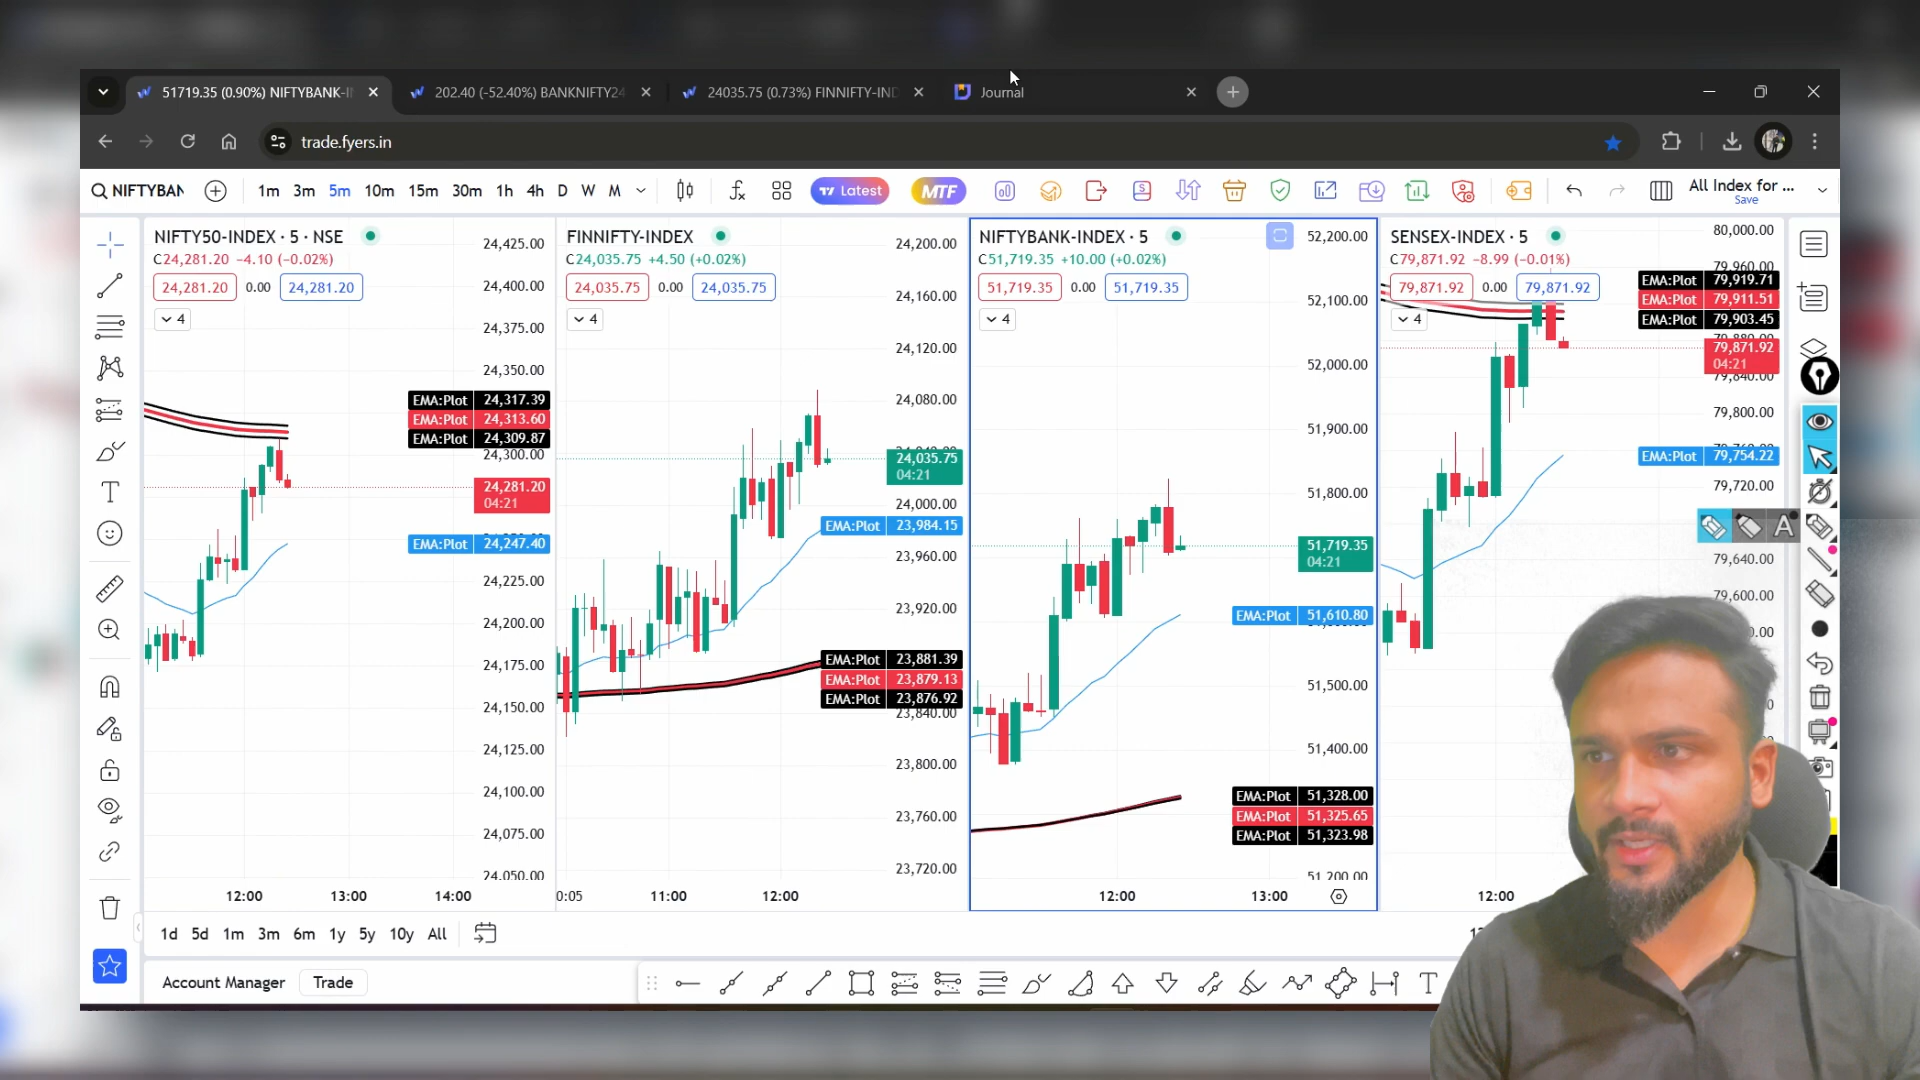 51719.35 (0.90%) NIFTYBANK-I
202.40 (-52.40%) BANKNIFTY24
24035.75 (0.73%) FINNIFTY-IND
Journal
trade.fyers.in
NIFTYBAN
1m 3m 5m 10m 15m 30m 1h 4h D W M
Latest
MTF
All Index for ...
Save
NIFTY50-INDEX · 5 · NSE
C24,281.20 −4.10 (−0.02%)
24,281.20 0.00 24,281.20
4
24,425.00
24,400.00
24,375.00
24,350.00
EMA:Plot 24,317.39
EMA:Plot 24,313.60
EMA:Plot 24,309.87
24,300.00
24,281.20
04:21
EMA:Plot 24,247.40
24,225.00
24,200.00
24,175.00
24,150.00
24,125.00
24,100.00
24,075.00
24,050.00
12:00 13:00 14:00
FINNIFTY-INDEX
C24,035.75 +4.50 (+0.02%)
24,035.75 0.00 24,035.75
4
24,200.00
24,160.00
24,120.00
24,080.00
24,035.75
04:21
24,000.00
EMA:Plot 23,984.15
23,960.00
23,920.00
EMA:Plot 23,881.39
EMA:Plot 23,879.13
EMA:Plot 23,876.92
23,840.00
23,800.00
23,760.00
23,720.00
0:05 11:00 12:00
NIFTYBANK-INDEX · 5
C51,719.35 +10.00 (+0.02%)
51,719.35 0.00 51,719.35
4
52,200.00
52,100.00
52,000.00
51,900.00
51,800.00
51,719.35
04:21
EMA:Plot 51,610.80
51,500.00
51,400.00
EMA:Plot 51,328.00
EMA:Plot 51,325.65
EMA:Plot 51,323.98
51,200.00
12:00 13:00
SENSEX-INDEX · 5
C79,871.92 −8.99 (−0.01%)
79,871.92 0.00 79,871.92
4
80,000.00
79,960.00
EMA:Plot 79,919.71
EMA:Plot 79,911.51
EMA:Plot 79,903.45
79,871.92
04:21
79,840.00
79,800.00
EMA:Plot 79,754.22
79,720.00
A
79,640.00
79,600.00
12:00
1d 5d 1m 3m 6m 1y 5y 10y All
Account Manager
Trade
T